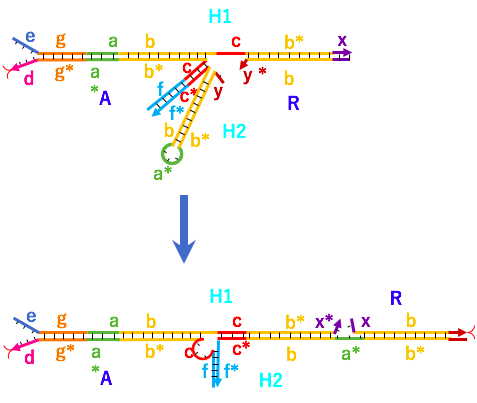 H1
e g a b c b* x
d g* a b* c y y* b
*
A f c* R
f*
b b* H2
a*
H1 R
e g a b c b* x* x b
d g* a b* c c* b a* b*
*
A f f* H2